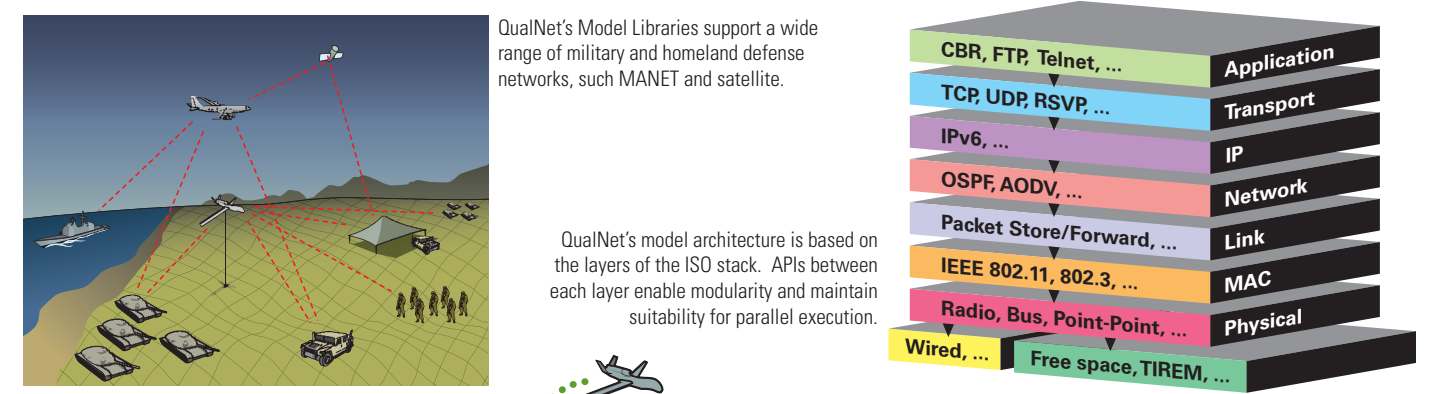 QualNet's Model Libraries support a wide
range of military and homeland defense
networks, such MANET and satellite.
QualNet's model architecture is based on
the layers of the ISO stack.  APIs between
each layer enable modularity and maintain
suitability for parallel execution.
CBR, FTP, Telnet, ... Application
TCP, UDP, RSVP, ... Transport
IPv6, ... IP
OSPF, AODV, ... Network
Packet Store/Forward, ... Link
IEEE 802.11, 802.3, ... MAC
Radio, Bus, Point-Point, ... Physical
Wired, ... Free space, TIREM, ...